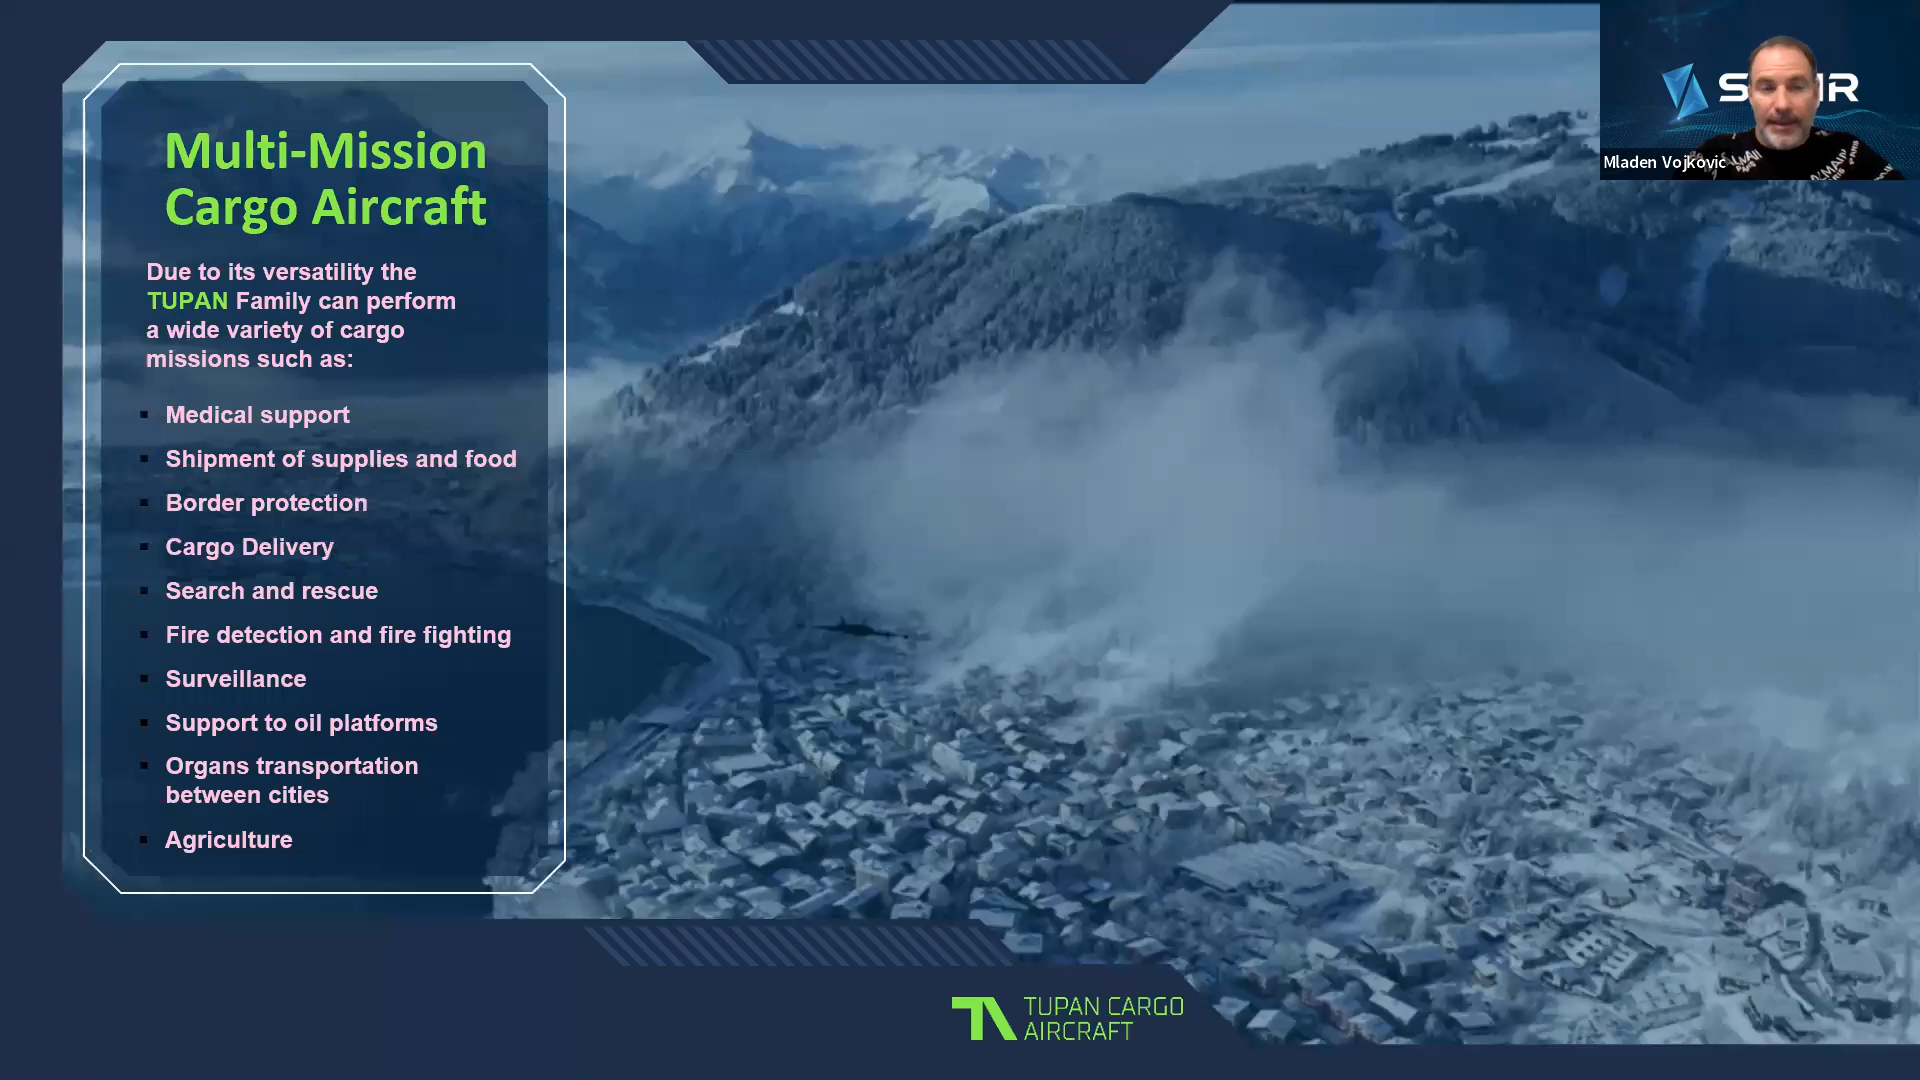 Multi-Mission
Cargo Aircraft
Due to its versatility the
TUPAN Family can perform
a wide variety of cargo
missions such as:
Medical support
Shipment of supplies and food
Border protection
Cargo Delivery
Search and rescue
Fire detection and fire fighting
Surveillance
Support to oil platforms
Organs transportation
between cities
Agriculture
TUPAN CARGO
AIRCRAFT
Mladen Vojkovic